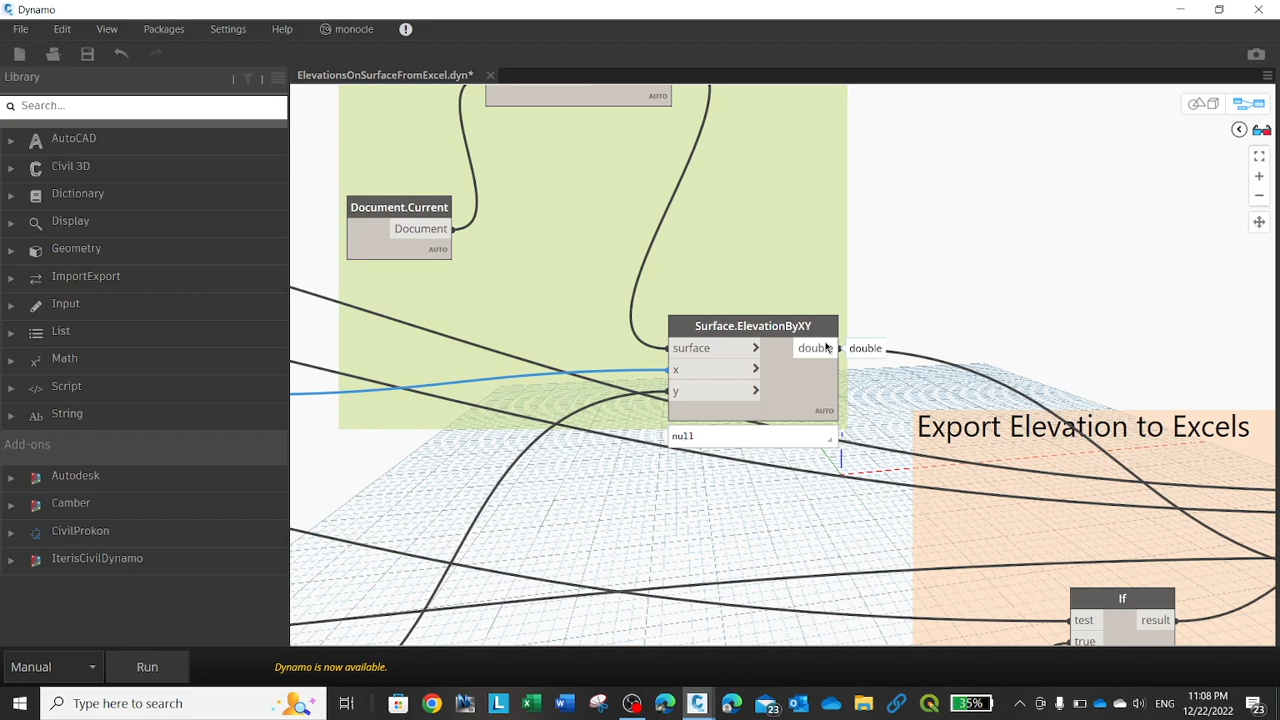 Dynamo
File Edit View Packages Settings Help monocle
Library
ElevationsOnSurfaceFromExcel.dyn*
Search...
AutoCAD
Civil 3D
Dictionary
Display
Geometry
ImportExport
Input
List
Math
Script
String
Add-ons
Autodesk
Camber
CivilProkon
IterisCivilDynamo
AUTO
Document.Current
Document
AUTO
Surface.ElevationByXY
surface double double
x
y
AUTO
null
Export Elevation to Excels
If
test result
true
Manual Run Dynamo is now available.
Type here to search
L
23
35%
ENG
11:08 PM
12/22/2022
23